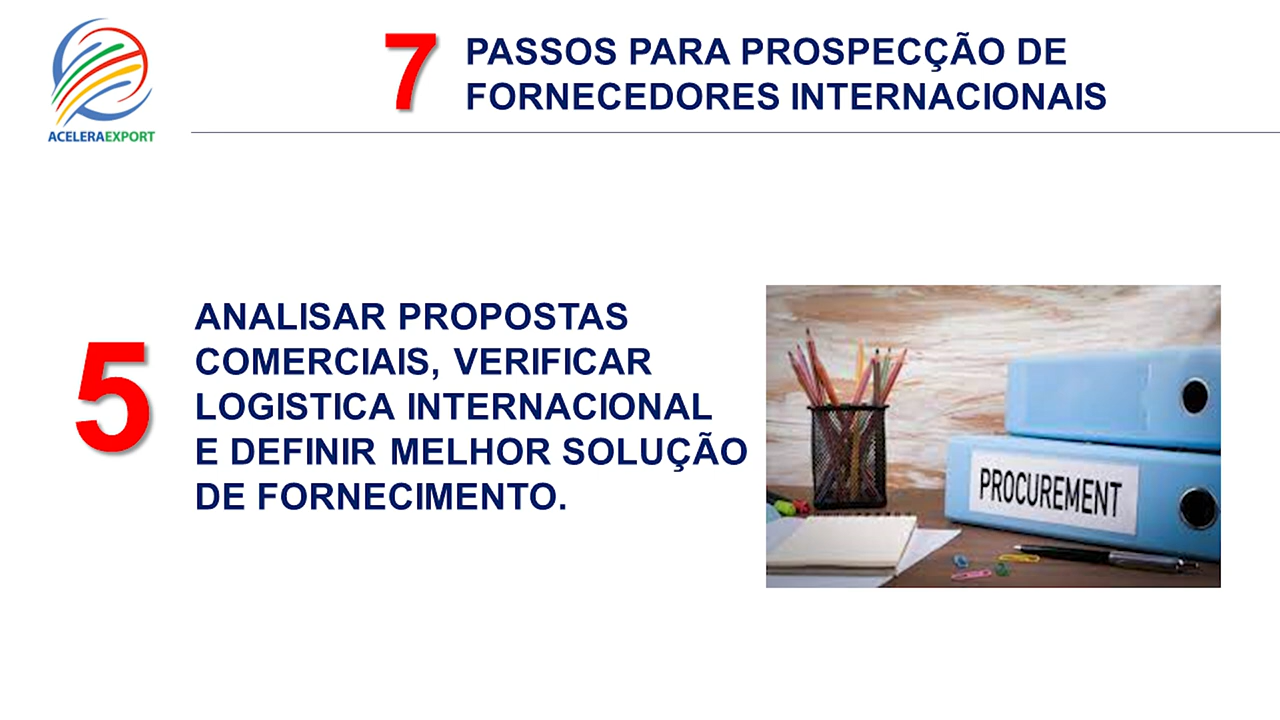 ACELERAEXPORT
7
PASSOS PARA PROSPECÇÃO DE
FORNECEDORES INTERNACIONAIS
5
ANALISAR PROPOSTAS
COMERCIAIS, VERIFICAR
LOGISTICA INTERNACIONAL
E DEFINIR MELHOR SOLUÇÃO
DE FORNECIMENTO.
PROCUREMENT